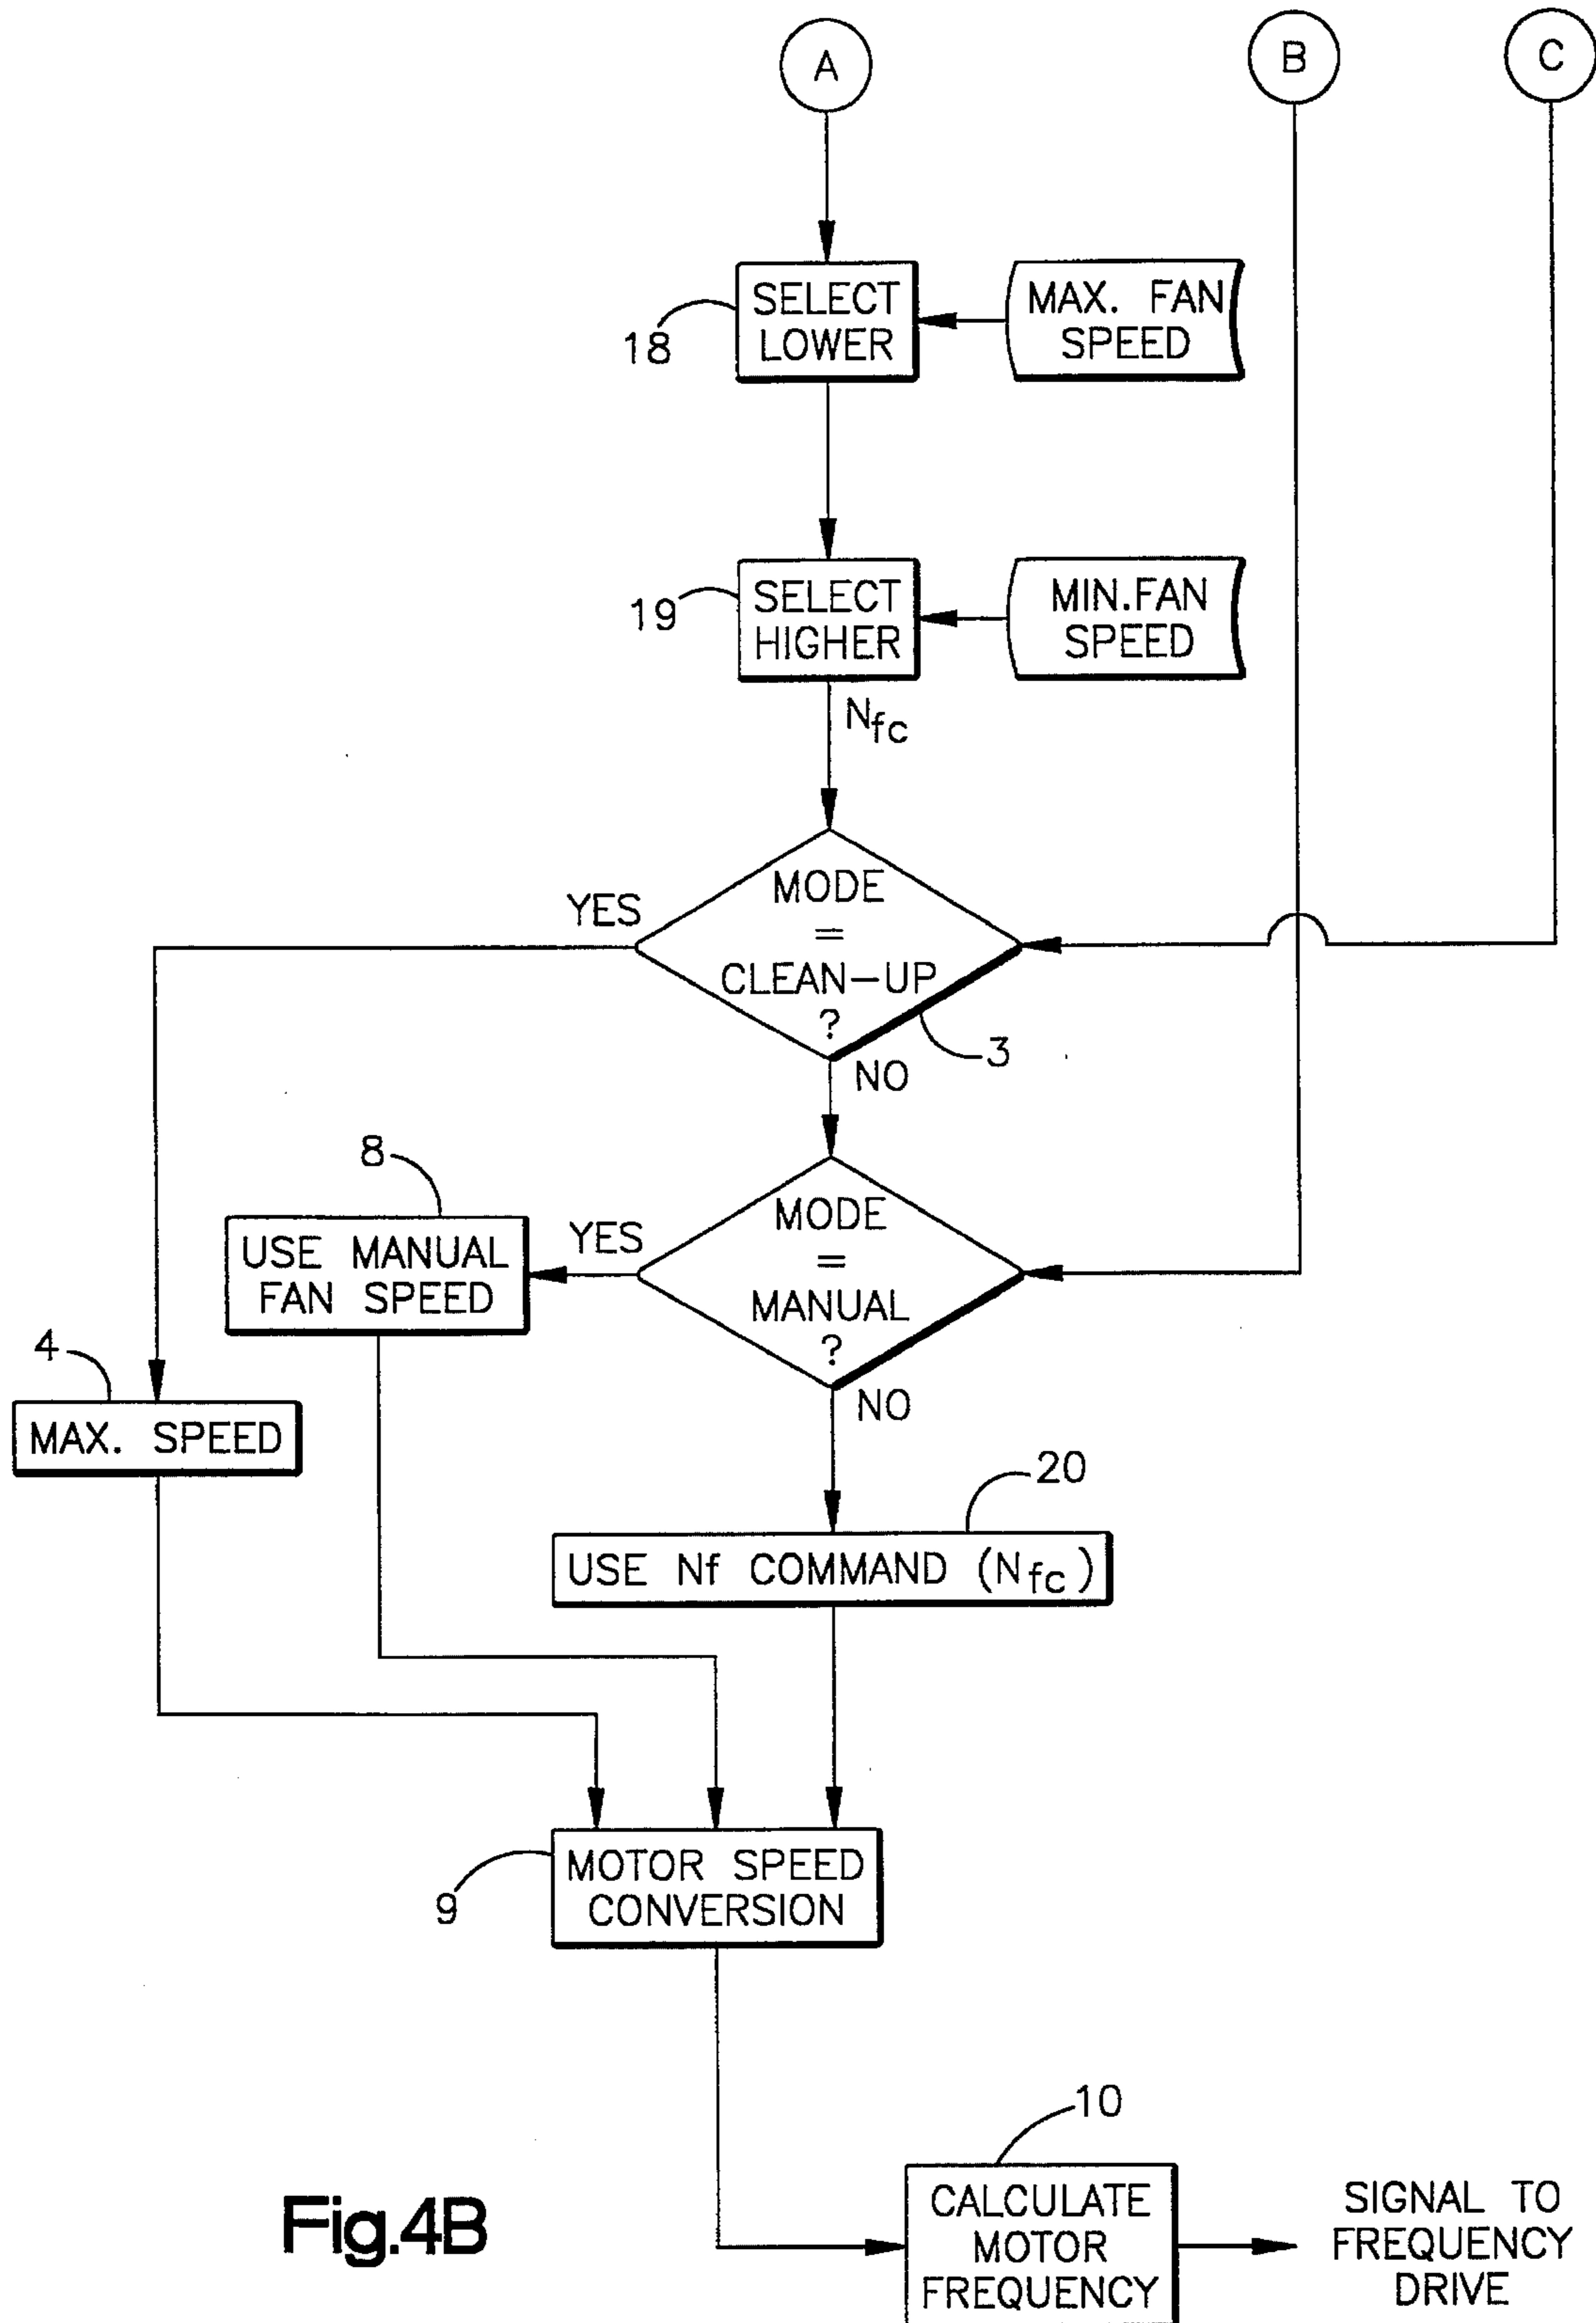 A
B
C
SELECT
LOWER
18
MAX. FAN
SPEED
SELECT
HIGHER
19
MIN.FAN
SPEED
Nfc
MODE
=
CLEAN-UP
?
YES
3
NO
8
USE MANUAL
FAN SPEED
YES
MODE
=
MANUAL
?
NO
4
MAX. SPEED
20
USE Nf COMMAND (Nfc)
MOTOR SPEED
CONVERSION
9
10
CALCULATE
MOTOR
FREQUENCY
SIGNAL TO
FREQUENCY
DRIVE
Fig.4B